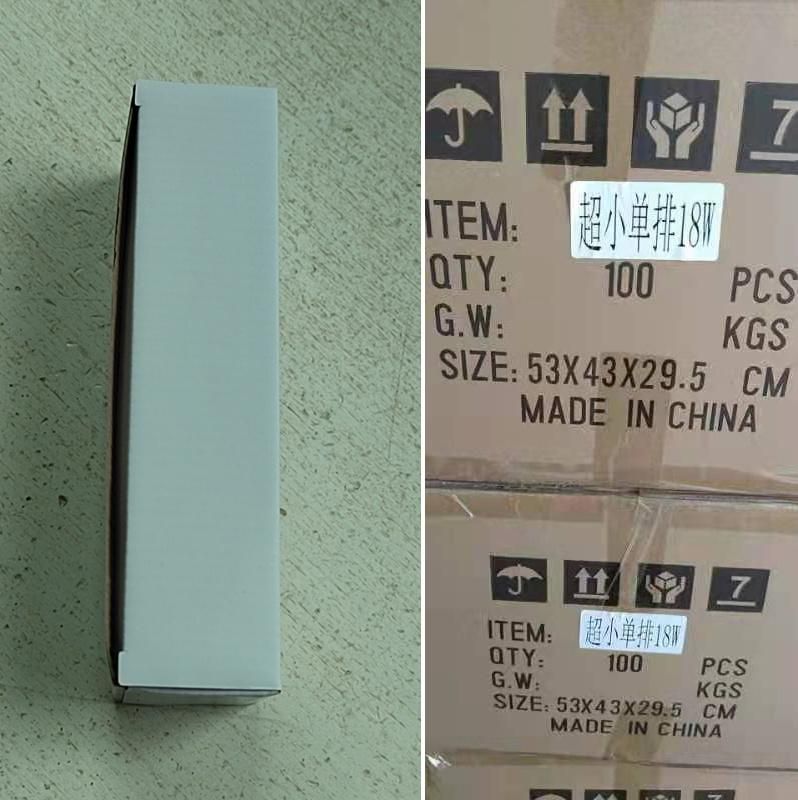 7
ITEM: 超小单排18W
QTY: 100 PCS
G.W: KGS
SIZE: 53X43X29.5 CM
MADE IN CHINA
7
ITEM: 超小单排18W
QTY: 100 PCS
G.W: KGS
SIZE: 53X43X29.5 CM
MADE IN CHINA
7